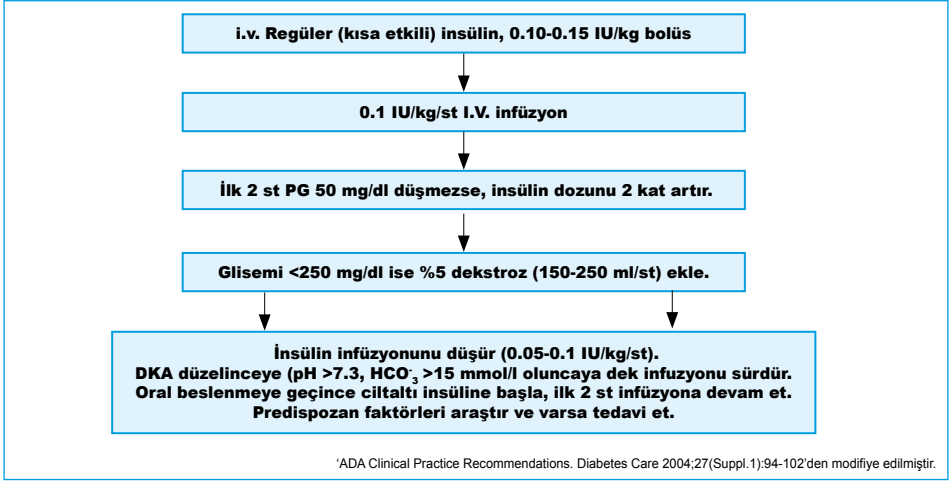 i.v. Regüler (kısa etkili) insülin, 0.10-0.15 IU/kg bolüs
0.1 IU/kg/st I.V. infüzyon
İlk 2 st PG 50 mg/dl düşmezse, insülin dozunu 2 kat artır.
Glisemi <250 mg/dl ise %5 dekstroz (150-250 ml/st) ekle.
İnsülin infüzyonunu düşür (0.05-0.1 IU/kg/st).
DKA düzelinceye (pH >7.3, HCO⁻₃ >15 mmol/l oluncaya dek infuzyonu sürdür.
Oral beslenmeye geçince ciltaltı insüline başla, ilk 2 st infüzyona devam et.
Predispozan faktörleri araştır ve varsa tedavi et.
‘ADA Clinical Practice Recommendations. Diabetes Care 2004;27(Suppl.1):94-102’den modifiye edilmiştir.